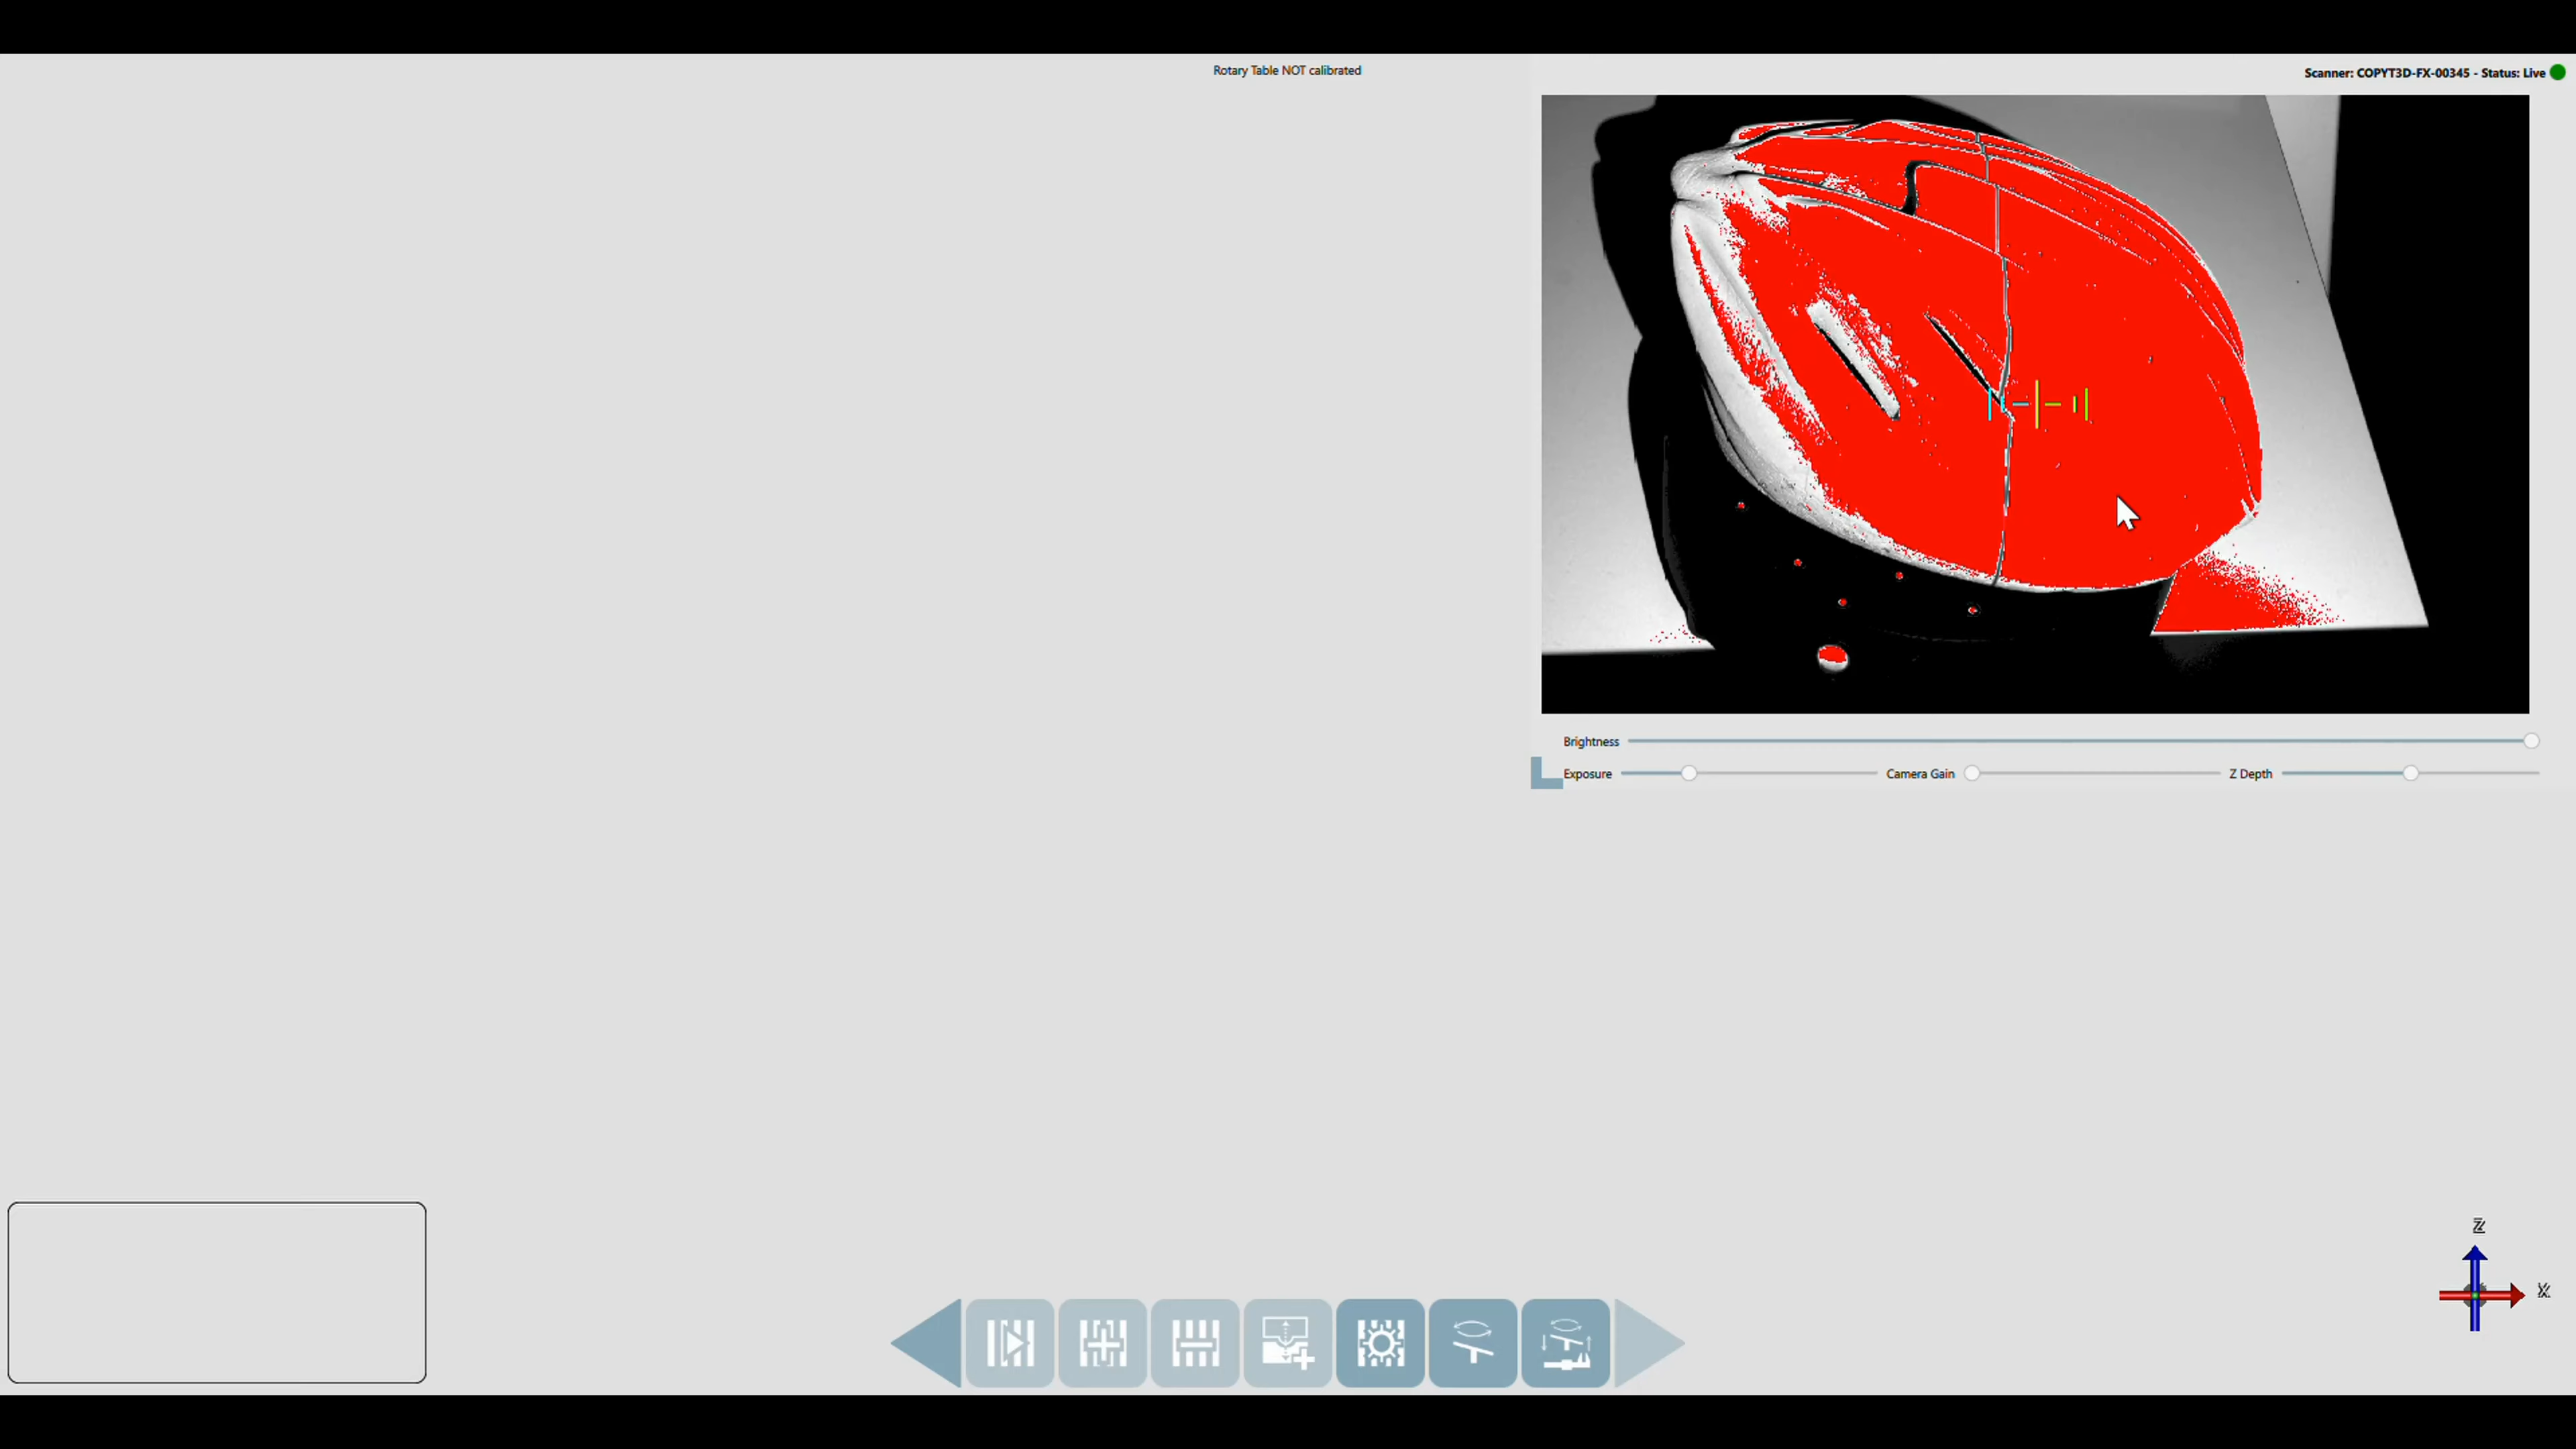 Rotary Table NOT calibrated
Scanner: COPYT3D-FX-00345 - Status: Live
Brightness
Exposure
Camera Gain
Z Depth
Z
X